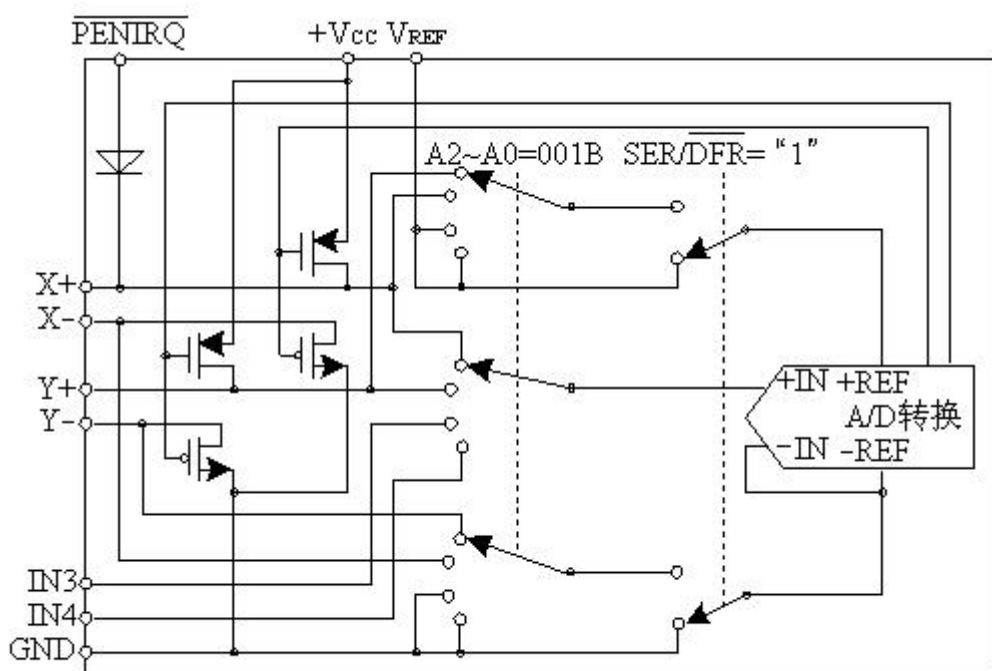 PENIRQ
+VCC VREF
A2~A0=001B SER/DFR= “1”
X+
X-
Y+
Y-
+IN +REF
A/D转换
-IN -REF
IN3
IN4
GND